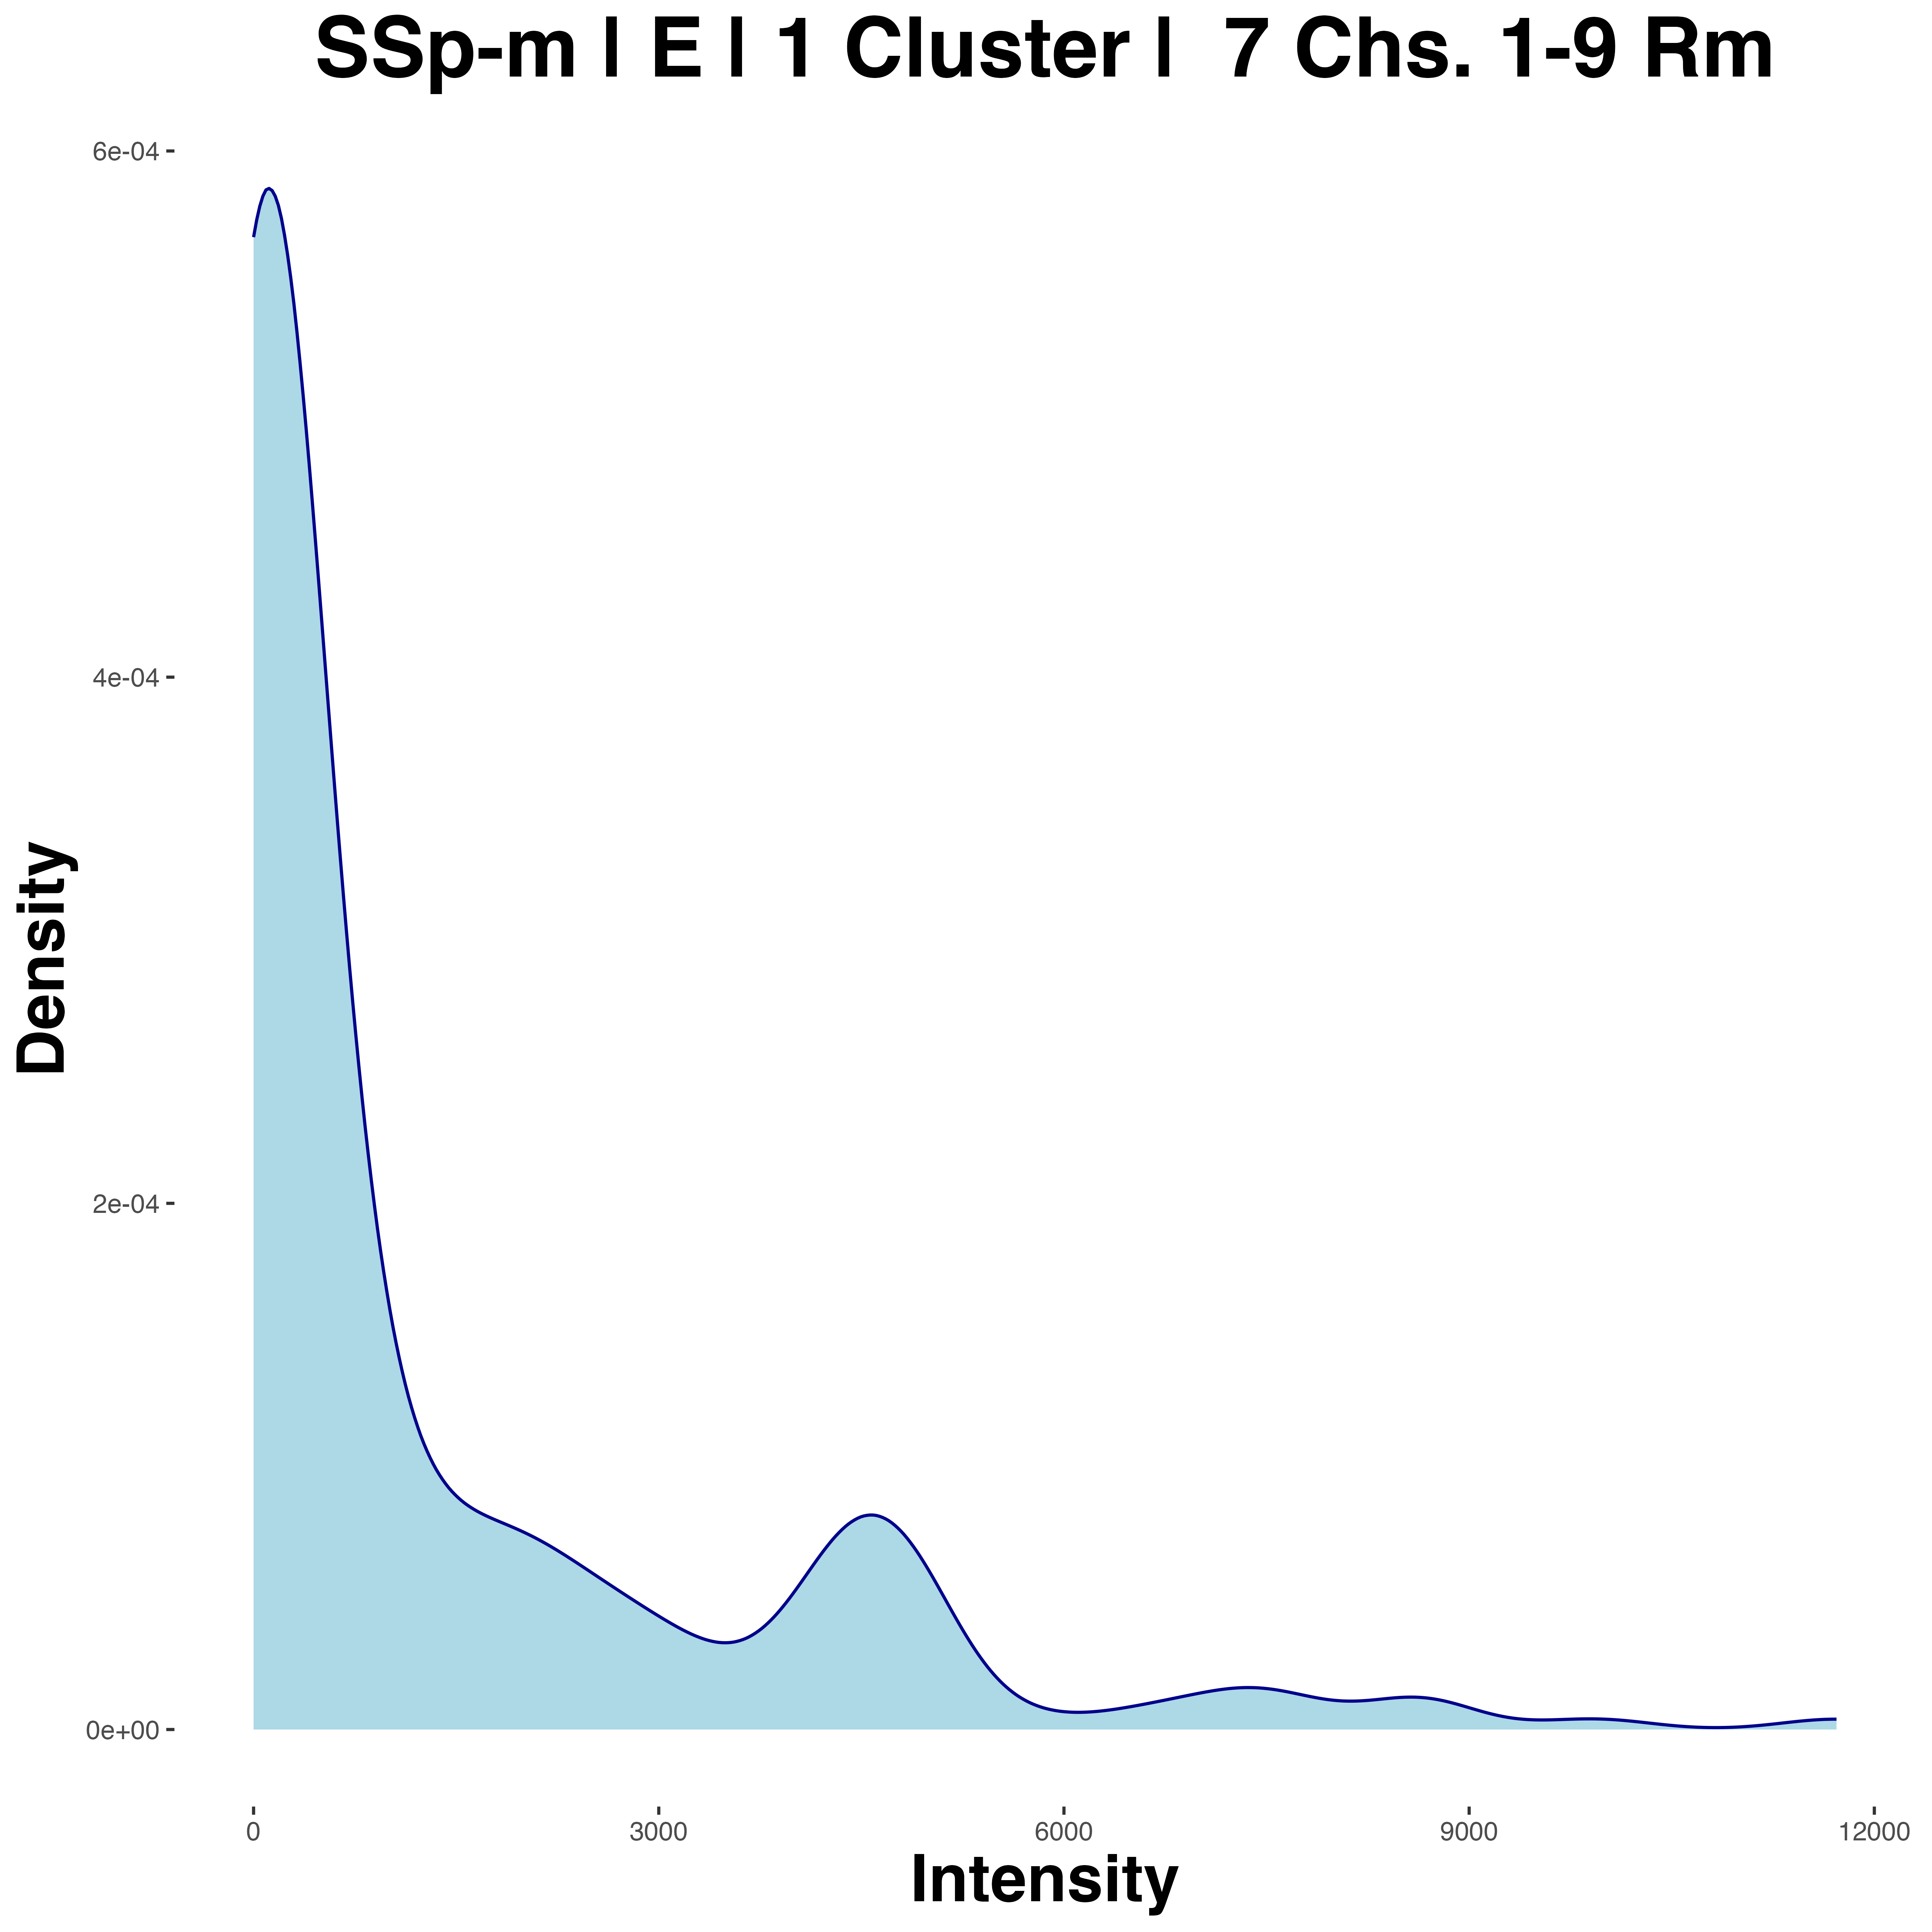 SSp-m | E | 1 Cluster |  7 Chs. 1-9 Rm
6e-04
4e-04
2e-04
0e+00
Density
0 3000 6000 9000 12000
Intensity